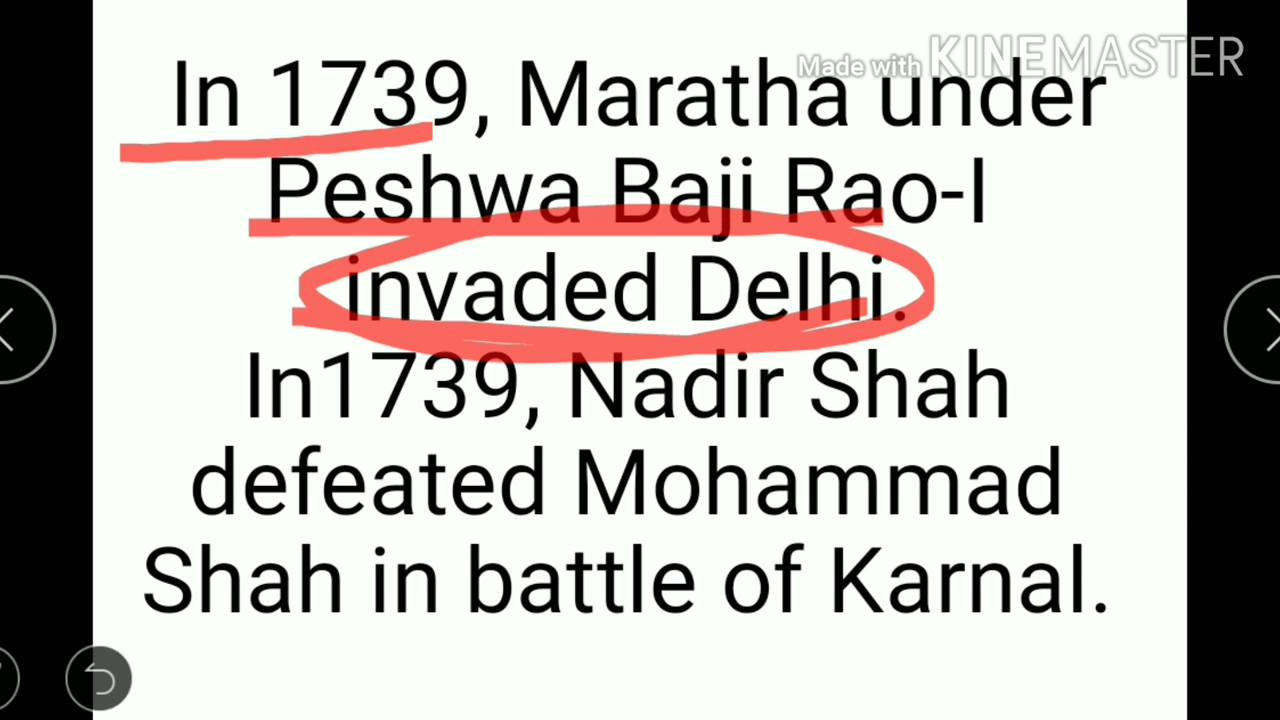 Made with KINEMASTER
In 1739, Maratha under
Peshwa Baji Rao-I
invaded Delhi.
In1739, Nadir Shah
defeated Mohammad
Shah in battle of Karnal.